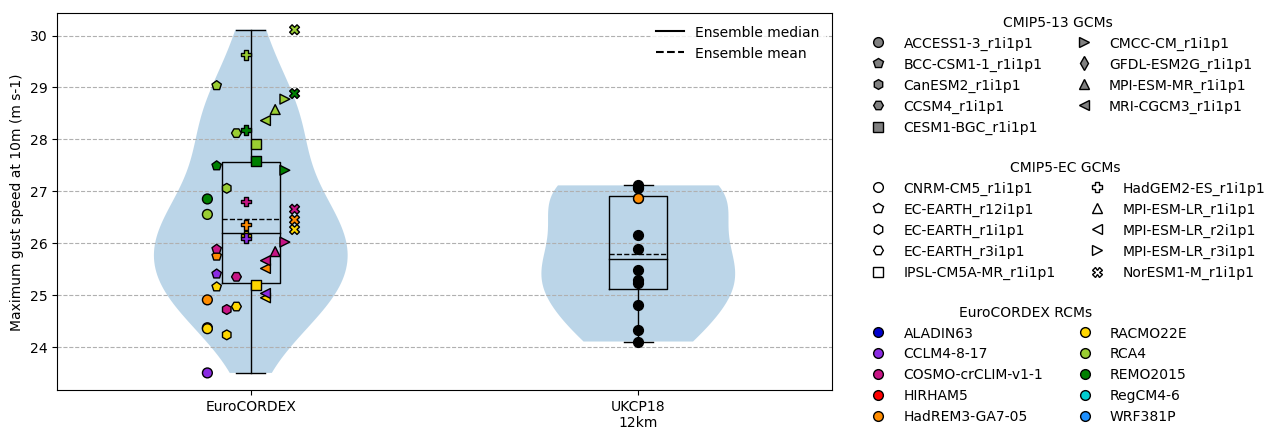 Maximum gust speed at 10m (m s-1)
30
29
28
27
26
25
24
Ensemble median
Ensemble mean
EuroCORDEX
UKCP18
12km
CMIP5-13 GCMs
ACCESS1-3_r1i1p1
BCC-CSM1-1_r1i1p1
CanESM2_r1i1p1
CCSM4_r1i1p1
CESM1-BGC_r1i1p1
CMCC-CM_r1i1p1
GFDL-ESM2G_r1i1p1
MPI-ESM-MR_r1i1p1
MRI-CGCM3_r1i1p1
CMIP5-EC GCMs
CNRM-CM5_r1i1p1
EC-EARTH_r12i1p1
EC-EARTH_r1i1p1
EC-EARTH_r3i1p1
IPSL-CM5A-MR_r1i1p1
HadGEM2-ES_r1i1p1
MPI-ESM-LR_r1i1p1
MPI-ESM-LR_r2i1p1
MPI-ESM-LR_r3i1p1
NorESM1-M_r1i1p1
EuroCORDEX RCMs
ALADIN63
CCLM4-8-17
COSMO-crCLIM-v1-1
HIRHAM5
HadREM3-GA7-05
RACMO22E
RCA4
REMO2015
RegCM4-6
WRF381P